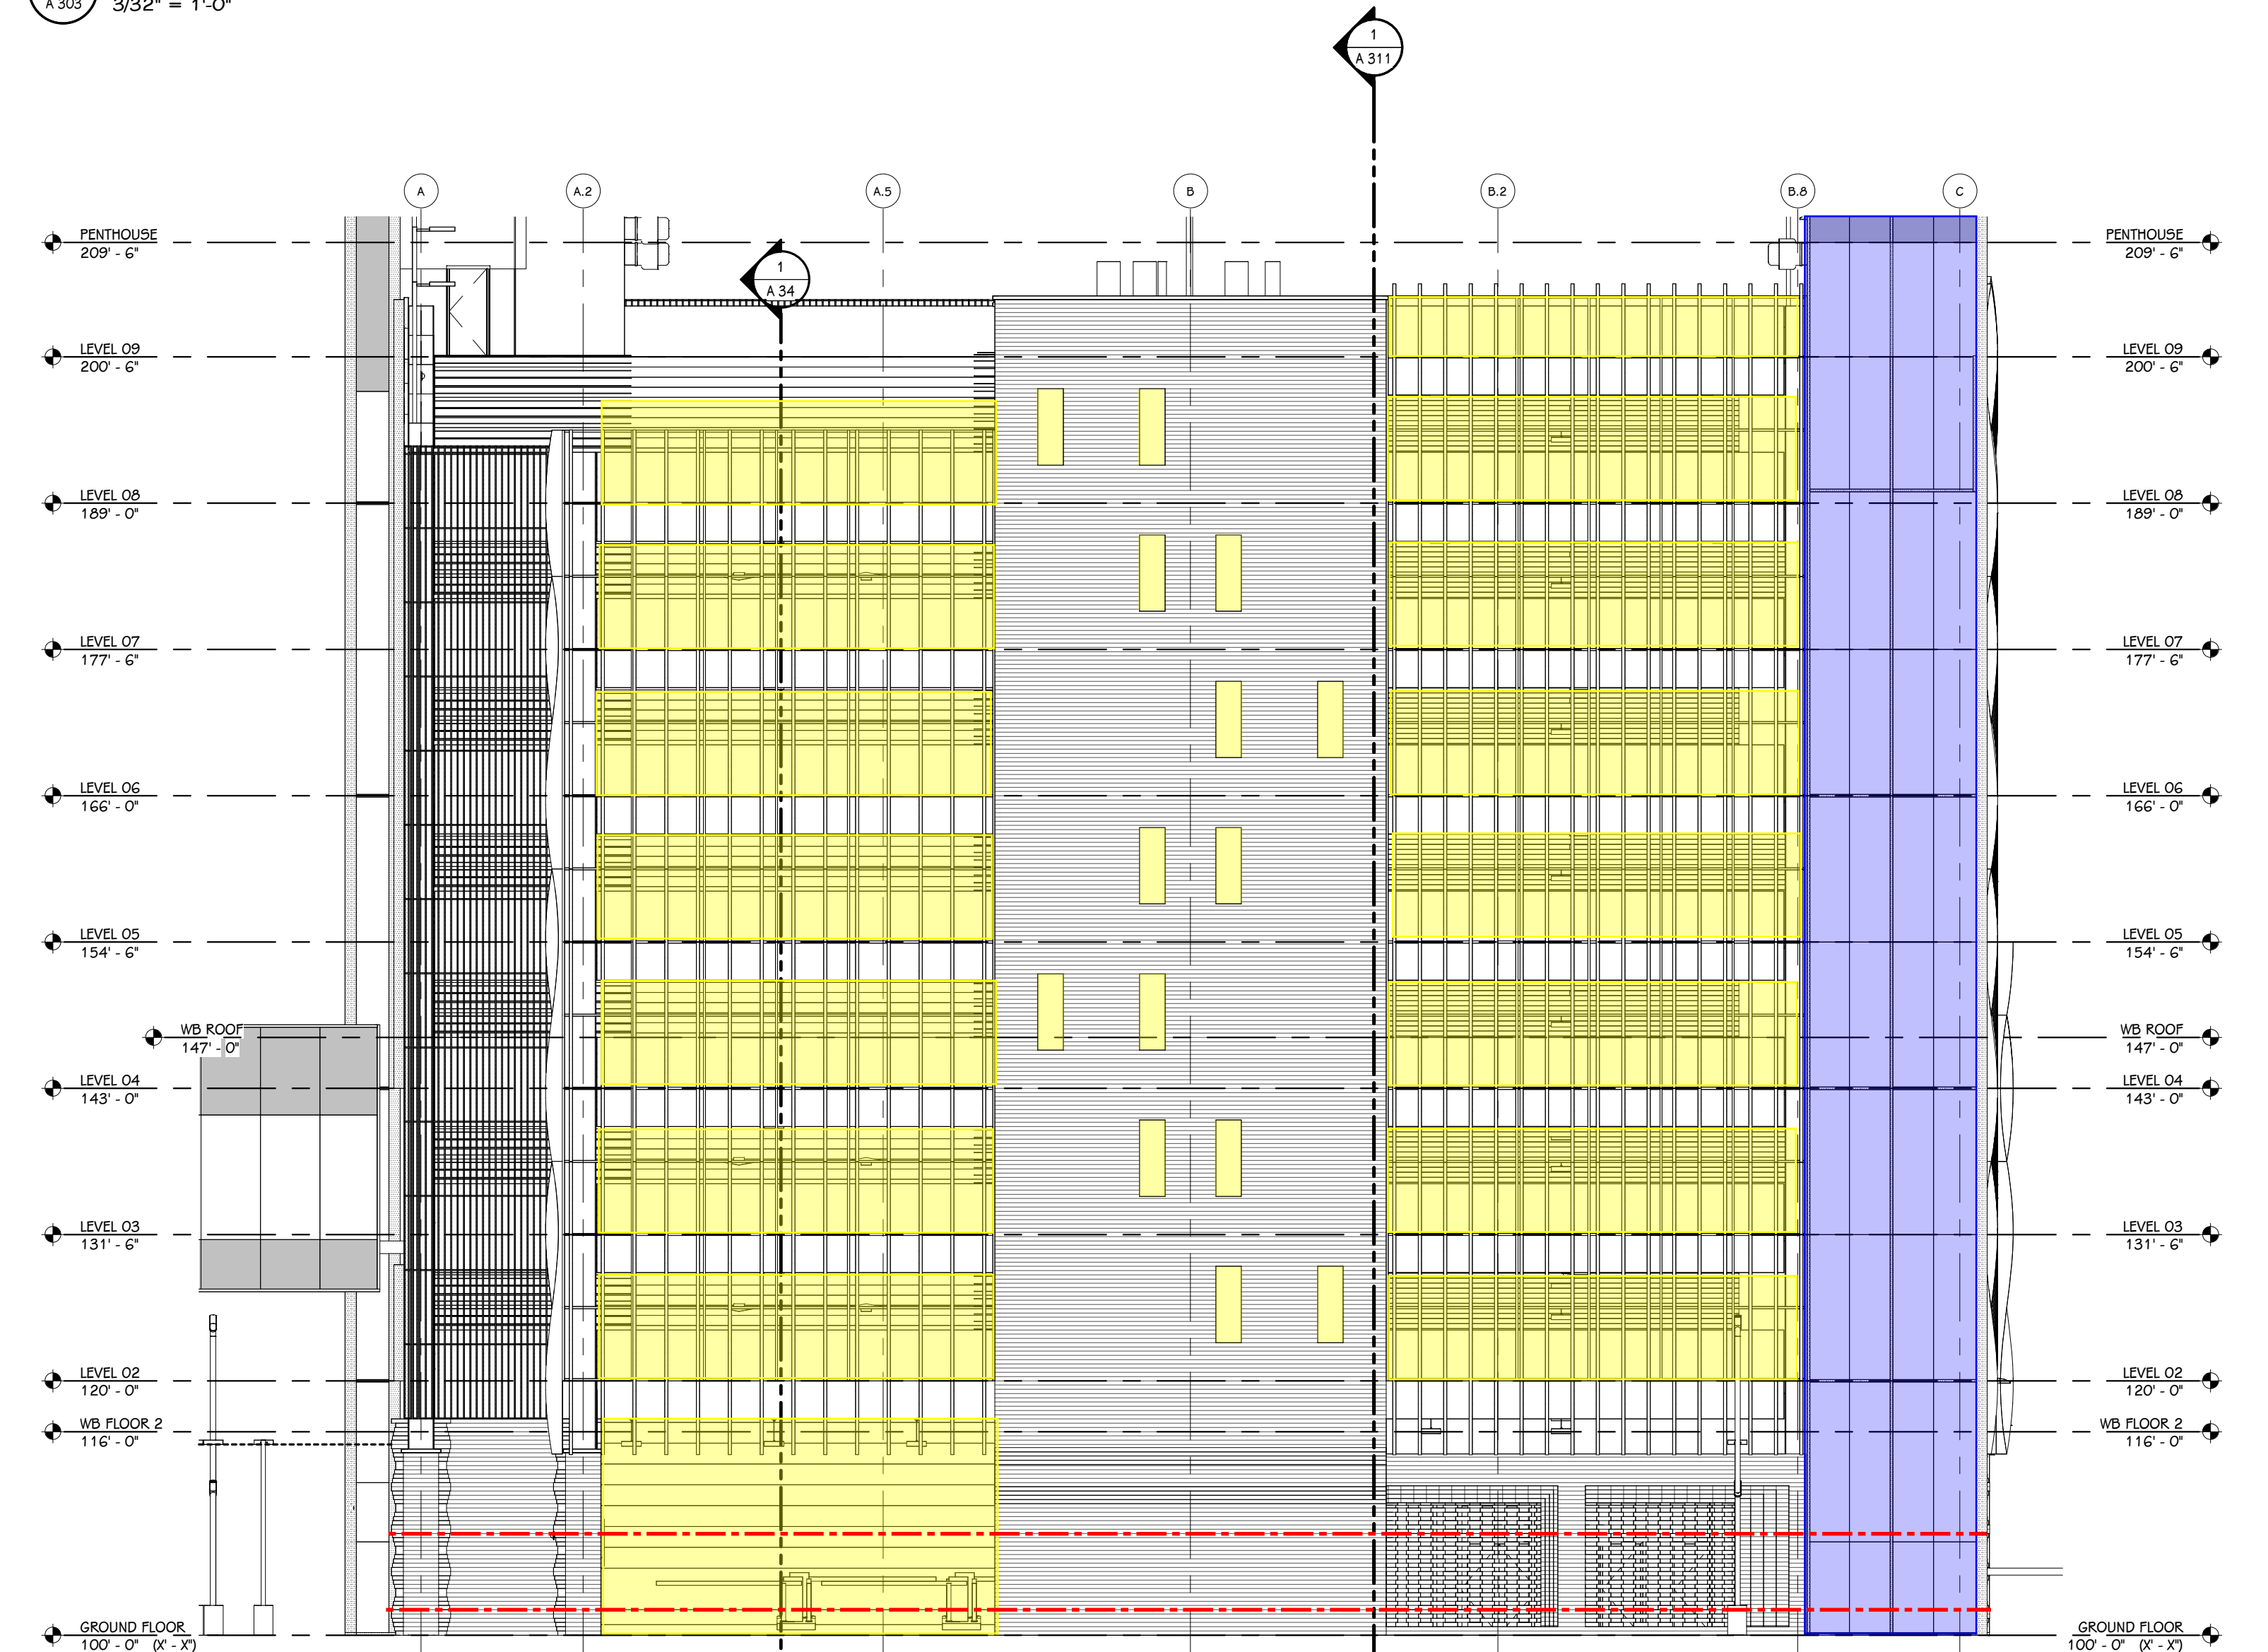 A 303 3/32" = 1'-0"
1
A 311
A A.2 A.5 B B.2 B.8 C
PENTHOUSE
209' - 6"
PENTHOUSE
209' - 6"
1
A 34
LEVEL 09
200' - 6"
LEVEL 09
200' - 6"
LEVEL 08
189' - 0"
LEVEL 08
189' - 0"
LEVEL 07
177' - 6"
LEVEL 07
177' - 6"
LEVEL 06
166' - 0"
LEVEL 06
166' - 0"
LEVEL 05
154' - 6"
LEVEL 05
154' - 6"
WB ROOF
147' - 0"
WB ROOF
147' - 0"
LEVEL 04
143' - 0"
LEVEL 04
143' - 0"
LEVEL 03
131' - 6"
LEVEL 03
131' - 6"
LEVEL 02
120' - 0"
LEVEL 02
120' - 0"
WB FLOOR 2
116' - 0"
WB FLOOR 2
116' - 0"
GROUND FLOOR
100' - 0" (X' - X")
GROUND FLOOR
100' - 0" (X' - X")